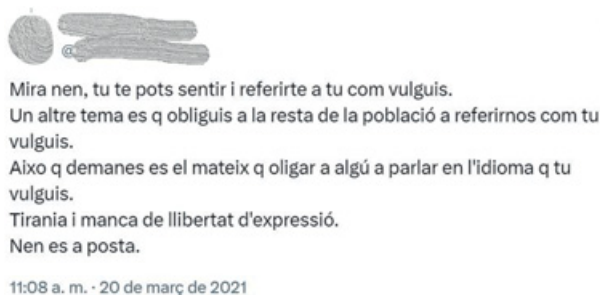 @
Mira nen, tu te pots sentir i referirte a tu com vulguis.
Un altre tema es q obliguis a la resta de la població a referirnos com tu
vulguis.
Aixo q demanes es el mateix q oligar a algú a parlar en l'idioma q tu
vulguis.
Tirania i manca de llibertat d'expressió.
Nen es a posta.
11:08 a. m. · 20 de març de 2021